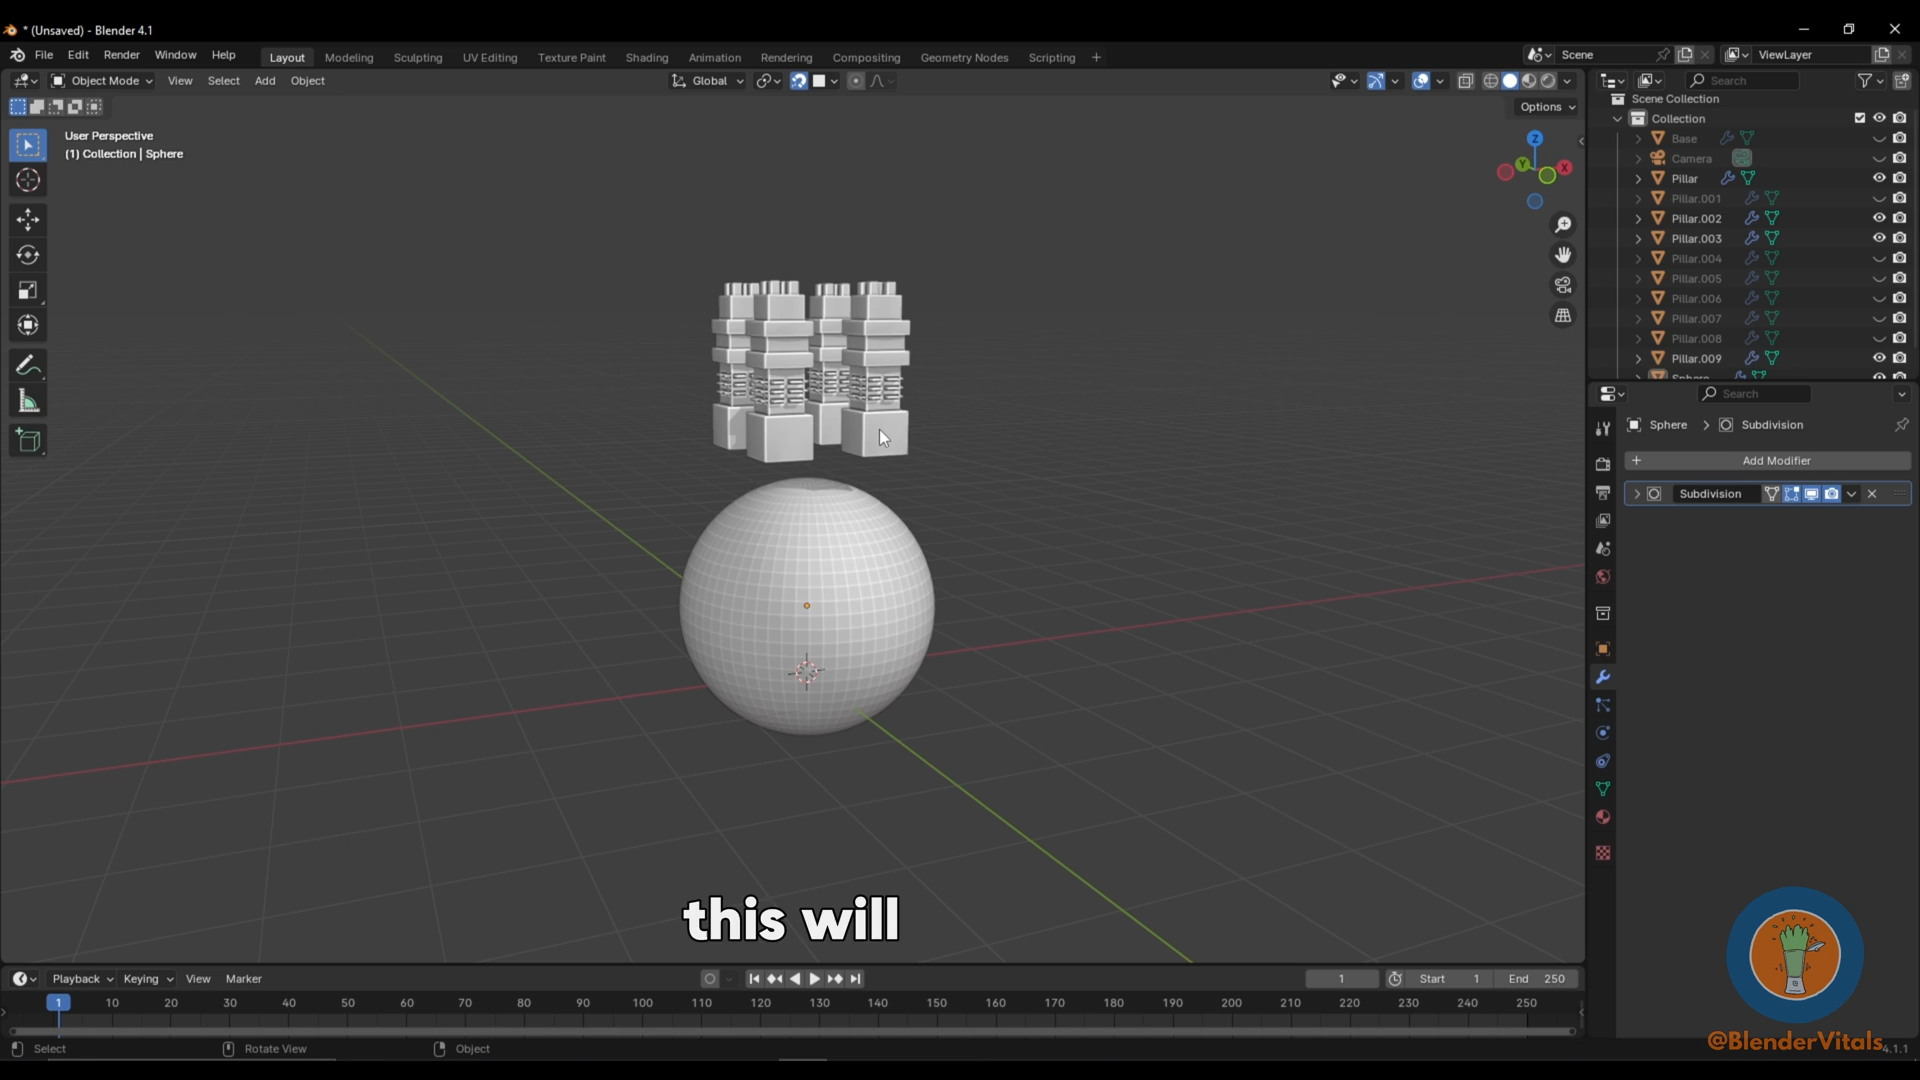 * (Unsaved) - Blender 4.1
File Edit Render Window Help
Layout Modeling Sculpting UV Editing Texture Paint Shading Animation Rendering Compositing Geometry Nodes Scripting +
Scene
ViewLayer
Object Mode View Select Add Object
Global
Search
Options
User Perspective
(1) Collection | Sphere
Z
Y
X
Scene Collection
Collection
Base
Camera
Pillar
Pillar.001
Pillar.002
Pillar.003
Pillar.004
Pillar.005
Pillar.006
Pillar.007
Pillar.008
Pillar.009
Sphere
Search
Sphere > Subdivision
+ Add Modifier
Subdivision
this will
Playback Keying View Marker
1 Start 1 End 250
1 10 20 30 40 50 60 70 80 90 100 110 120 130 140 150 160 170 180 190 200 210 220 230 240 250
Select Rotate View Object
@BlenderVitals
4.1.1